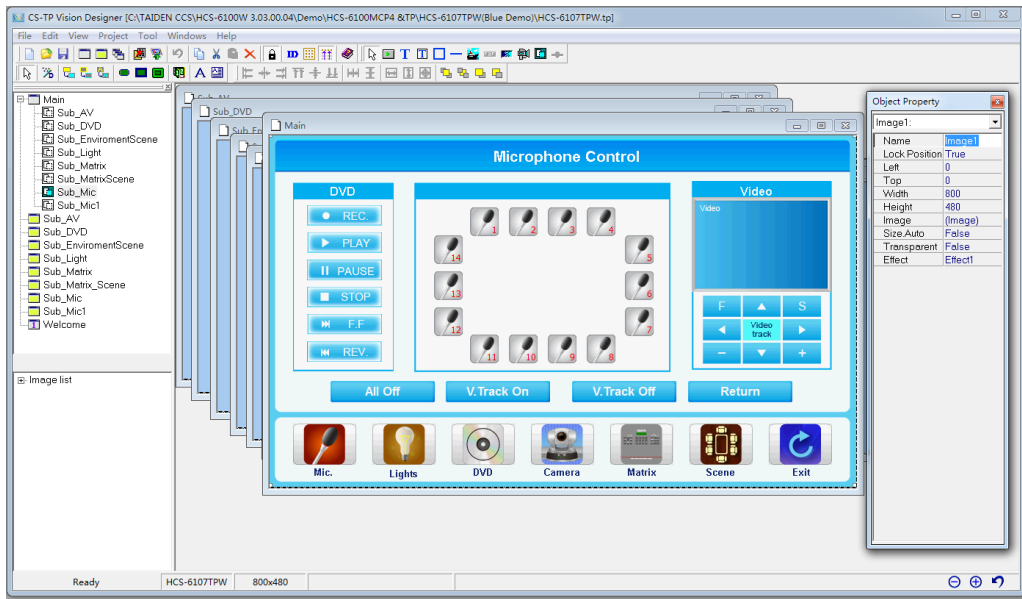 CS-TP Vision Designer [C:\TAIDEN CCS\HCS-6100W 3.03.00.04\Demo\HCS-6100MCP4 &TP\HCS-6107TPW(Blue Demo)\HCS-6107TPW.tp]
File Edit View Project Tool Windows Help
ID T T
A
Main
Sub_AV
Sub_DVD
Sub_EnviromentScene
Sub_Light
Sub_Matrix
Sub_MatrixScene
Sub_Mic
Sub_Mic1
Sub_AV
Sub_DVD
Sub_EnviromentScene
Sub_Light
Sub_Matrix
Sub_Matrix_Scene
Sub_Mic
Sub_Mic1
Welcome
Image list
Sub_AV
Sub_DVD
Sub_En
Main
Microphone Control
DVD
REC.
PLAY
PAUSE
STOP
F.F
REV.
1 2 3 4
14 5
13 6
12 7
11 10 9 8
Video
Video
F S
Video
track
− +
All Off V.Track On V.Track Off Return
Mic. Lights DVD Camera Matrix Scene Exit
Object Property
Image1:
Name Image1
Lock Position True
Left 0
Top 0
Width 800
Height 480
Image (Image)
Size.Auto False
Transparent False
Effect Effect1
Ready HCS-6107TPW 800x480